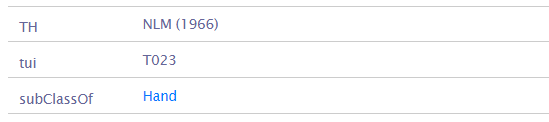 TH NLM (1966)
tui T023
subClassOf Hand